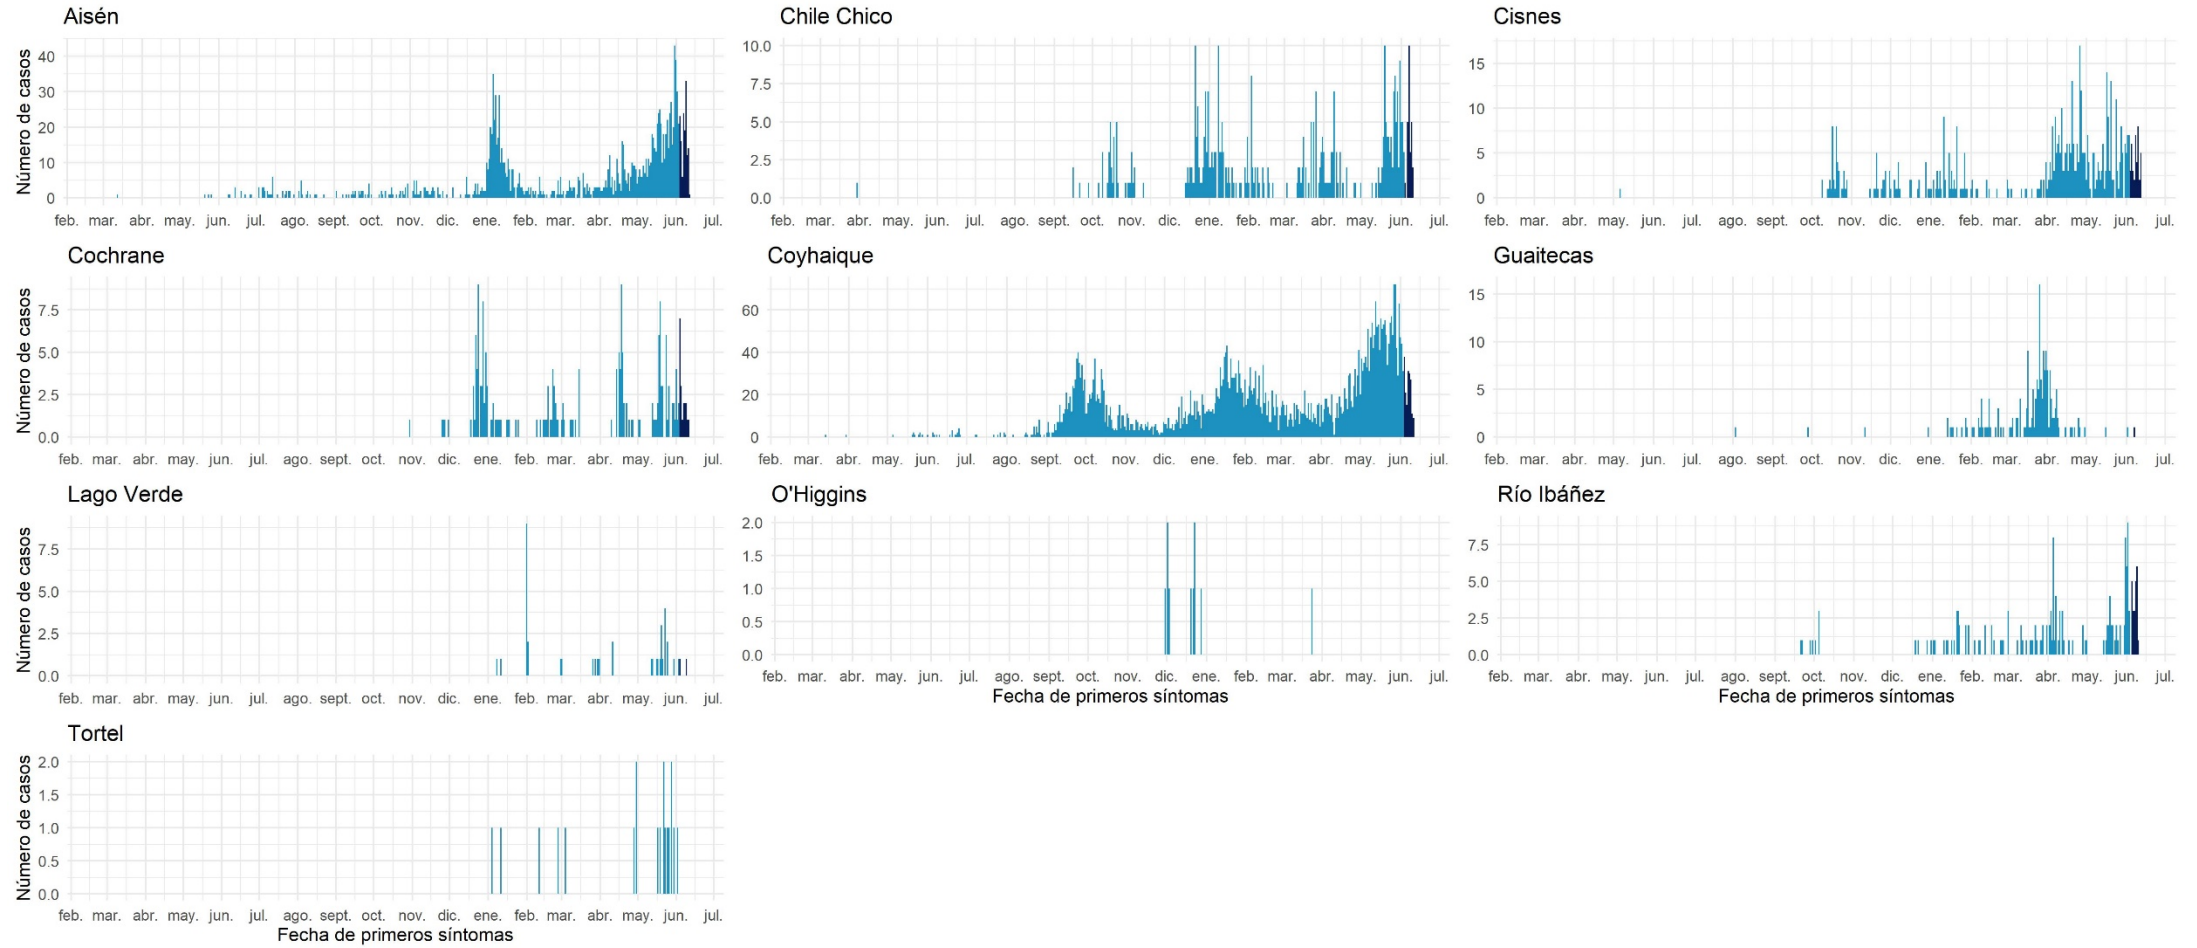 Aisén
Chile Chico
Cisnes
Número de casos
40
30
20
10
0
feb. mar. abr. may. jun. jul. ago. sept. oct. nov. dic. ene. feb. mar. abr. may. jun. jul.
10.0
7.5
5.0
2.5
0.0
feb. mar. abr. may. jun. jul. ago. sept. oct. nov. dic. ene. feb. mar. abr. may. jun. jul.
15
10
5
0
feb. mar. abr. may. jun. jul. ago. sept. oct. nov. dic. ene. feb. mar. abr. may. jun. jul.
Cochrane
Coyhaique
Guaitecas
Número de casos
7.5
5.0
2.5
0.0
feb. mar. abr. may. jun. jul. ago. sept. oct. nov. dic. ene. feb. mar. abr. may. jun. jul.
60
40
20
0
feb. mar. abr. may. jun. jul. ago. sept. oct. nov. dic. ene. feb. mar. abr. may. jun. jul.
15
10
5
0
feb. mar. abr. may. jun. jul. ago. sept. oct. nov. dic. ene. feb. mar. abr. may. jun. jul.
Lago Verde
O'Higgins
Río Ibáñez
Número de casos
7.5
5.0
2.5
0.0
feb. mar. abr. may. jun. jul. ago. sept. oct. nov. dic. ene. feb. mar. abr. may. jun. jul.
2.0
1.5
1.0
0.5
0.0
feb. mar. abr. may. jun. jul. ago. sept. oct. nov. dic. ene. feb. mar. abr. may. jun. jul.
Fecha de primeros síntomas
7.5
5.0
2.5
0.0
feb. mar. abr. may. jun. jul. ago. sept. oct. nov. dic. ene. feb. mar. abr. may. jun. jul.
Fecha de primeros síntomas
Tortel
Número de casos
2.0
1.5
1.0
0.5
0.0
feb. mar. abr. may. jun. jul. ago. sept. oct. nov. dic. ene. feb. mar. abr. may. jun. jul.
Fecha de primeros síntomas